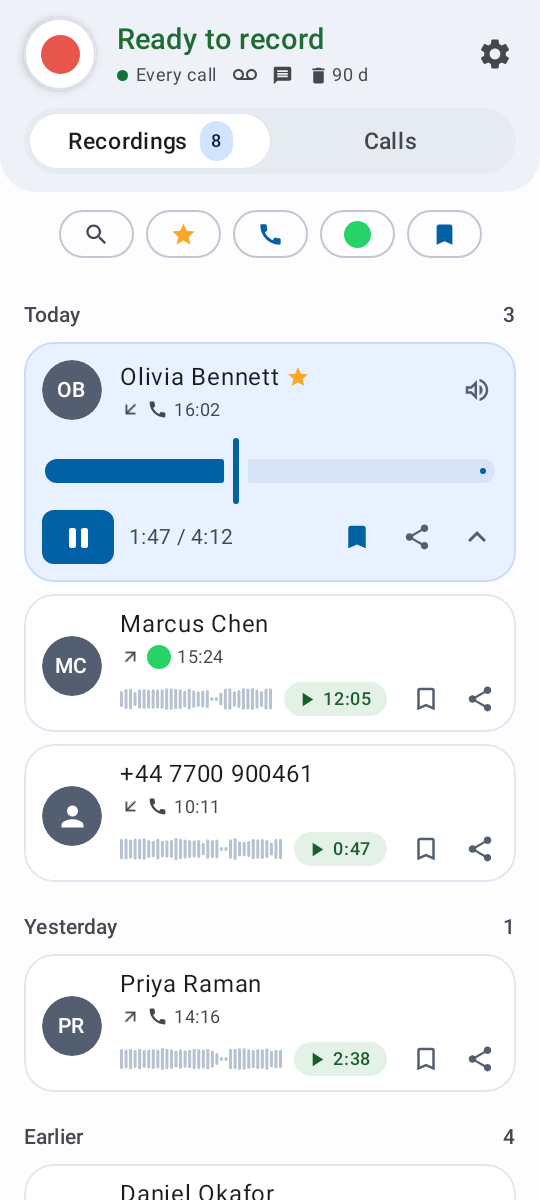 Ready to record
Every call 90 d
Recordings 8 Calls
Today 3
OB Olivia Bennett
16:02
1:47 / 4:12
Marcus Chen
MC 15:24
12:05
+44 7700 900461
10:11
0:47
Yesterday 1
Priya Raman
PR 14:16
2:38
Earlier 4
Daniel Okafor